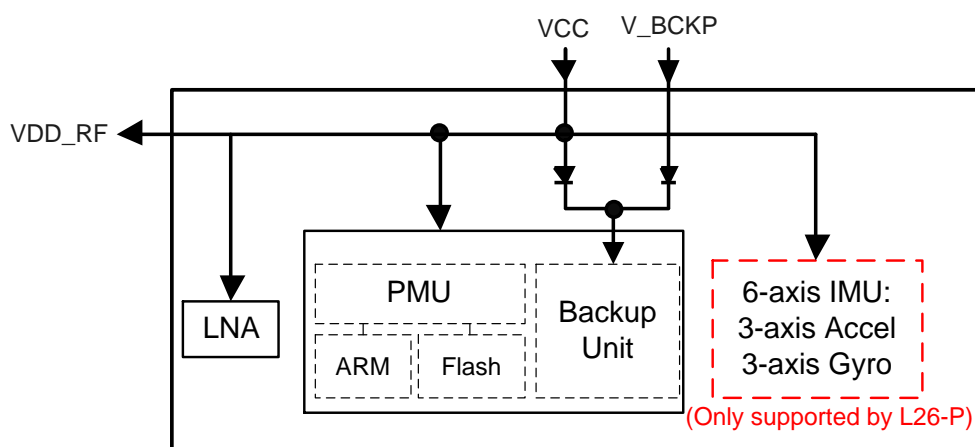 VCC
V_BCKP
VDD_RF
LNA
PMU
ARM
Flash
Backup
Unit
6-axis IMU:
3-axis Accel
3-axis Gyro
(Only supported by L26-P)